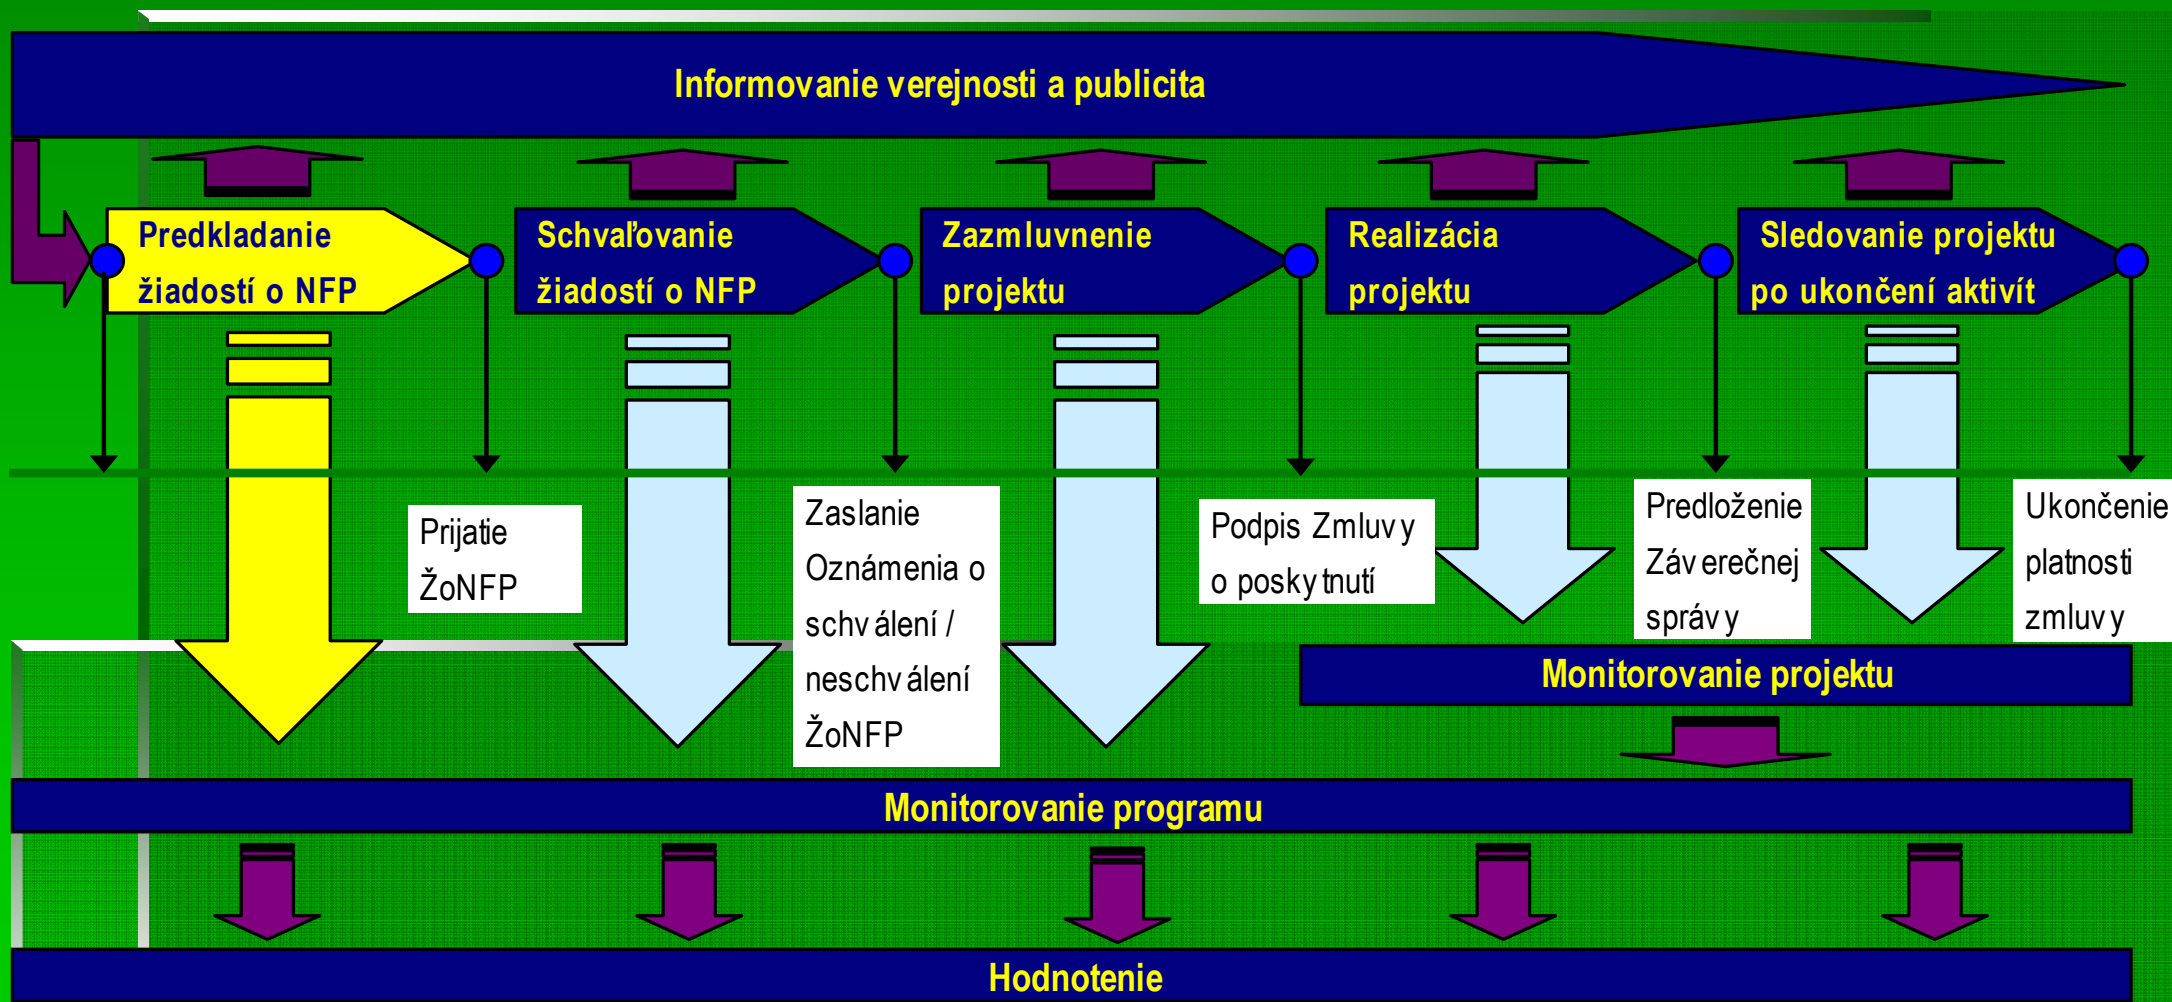 Informovanie verejnosti a publicita
Predkladanie
žiadostí o NFP
Schvaľovanie
žiadostí o NFP
Zazmluvnenie
projektu
Realizácia
projektu
Sledovanie projektu
po ukončení aktivít
Prijatie
ŽoNFP
Zaslanie
Oznámenia o
schválení /
neschválení
ŽoNFP
Podpis Zmluvy
o poskytnutí
Predloženie
Záverečnej
správy
Ukončenie
platnosti
zmluvy
Monitorovanie projektu
Monitorovanie programu
Hodnotenie